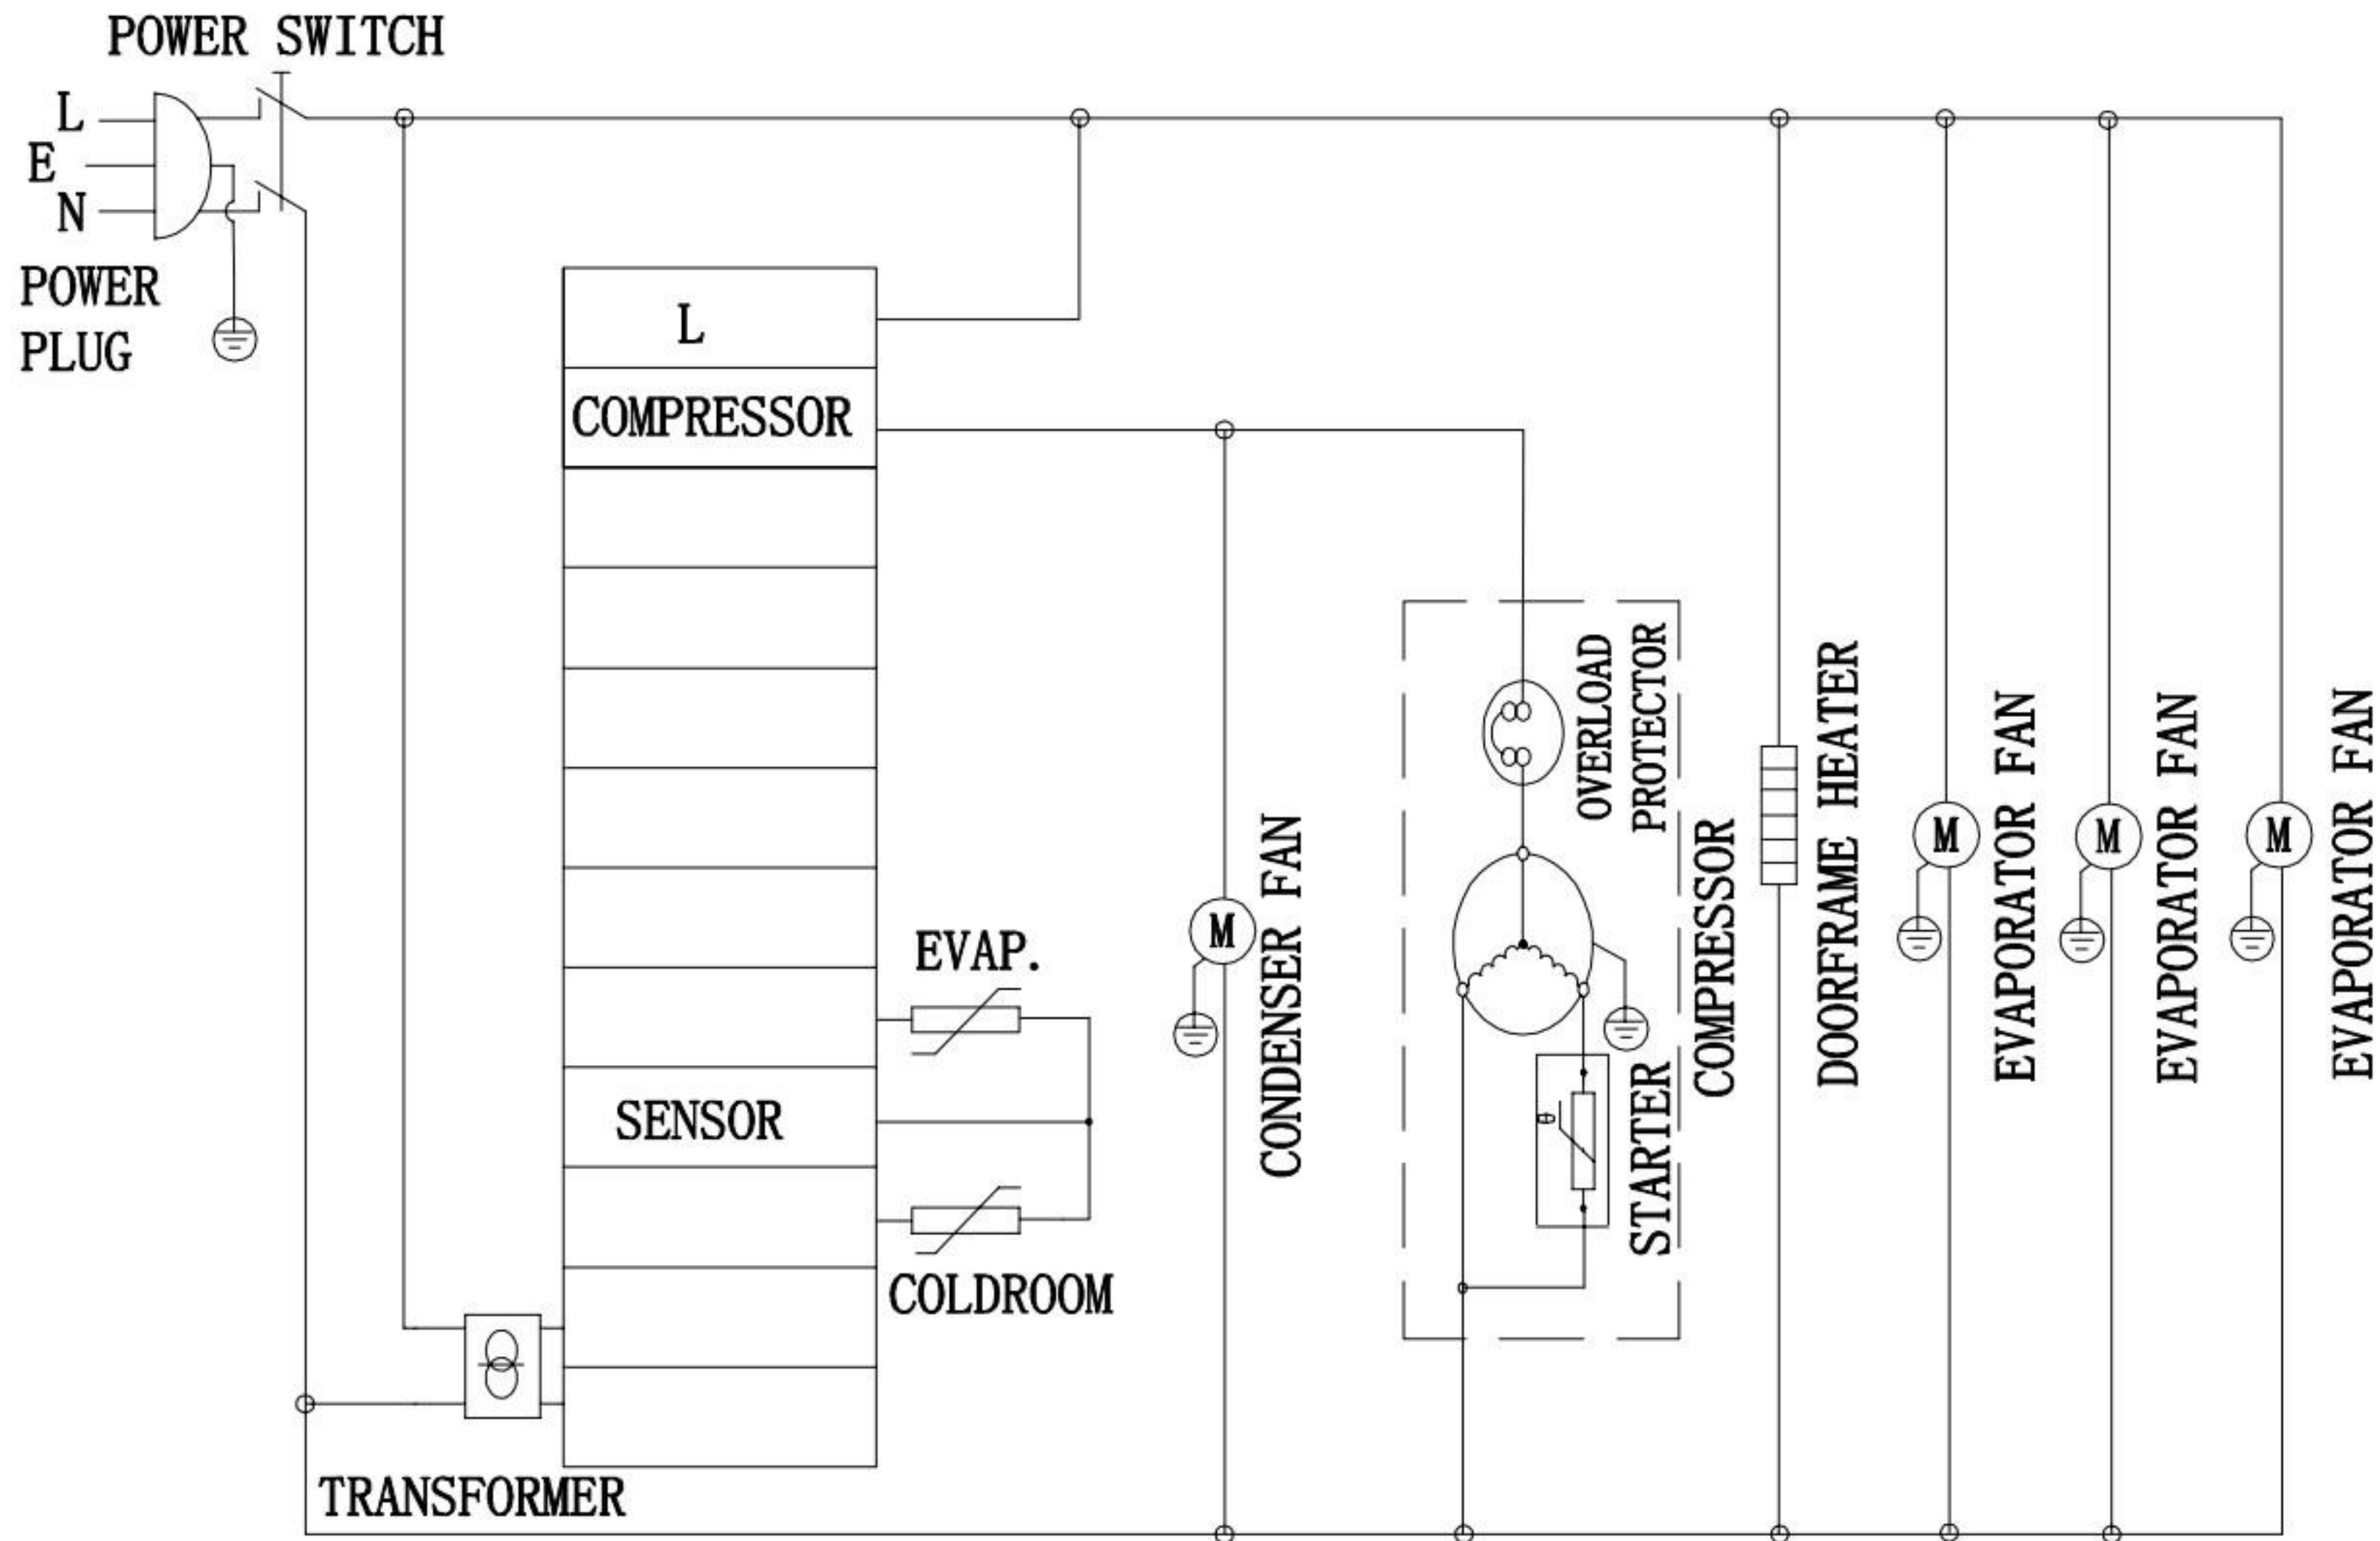 POWER SWITCH
L
E
N
POWER
PLUG
L
COMPRESSOR
OVERLOAD
PROTECTOR
EVAP.
SENSOR
COLDROOM
M
CONDENSER FAN
θ
STARTER
COMPRESSOR
DOORFRAME HEATER
M
EVAPORATOR FAN
M
EVAPORATOR FAN
M
EVAPORATOR FAN
TRANSFORMER